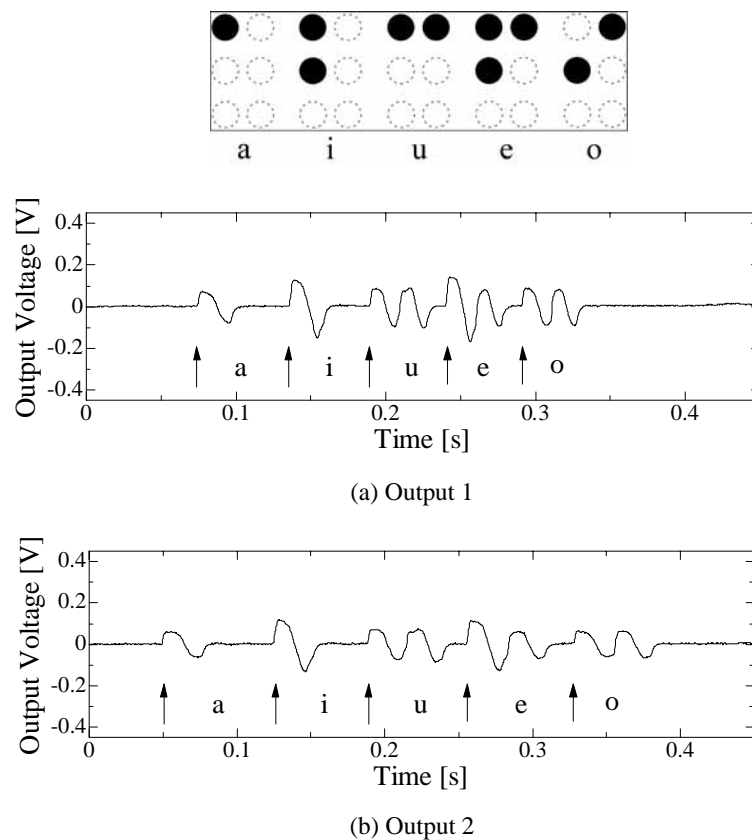 a i u e o
Output Voltage [V]
0.4
0.2
0
-0.2
-0.4
a i u e o
0 0.1 0.2 0.3 0.4
Time [s]
(a) Output 1
Output Voltage [V]
0.4
0.2
0
-0.2
-0.4
a i u e o
0 0.1 0.2 0.3 0.4
Time [s]
(b) Output 2